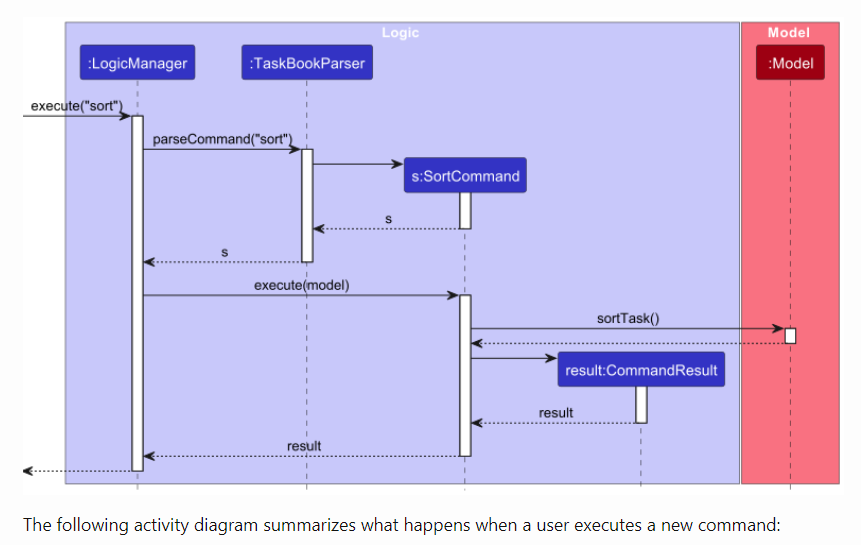 Logic
Model
:LogicManager
:TaskBookParser
:Model
execute("sort")
parseCommand("sort")
s:SortCommand
s
s
execute(model)
sortTask()
result:CommandResult
result
result
The following activity diagram summarizes what happens when a user executes a new command: